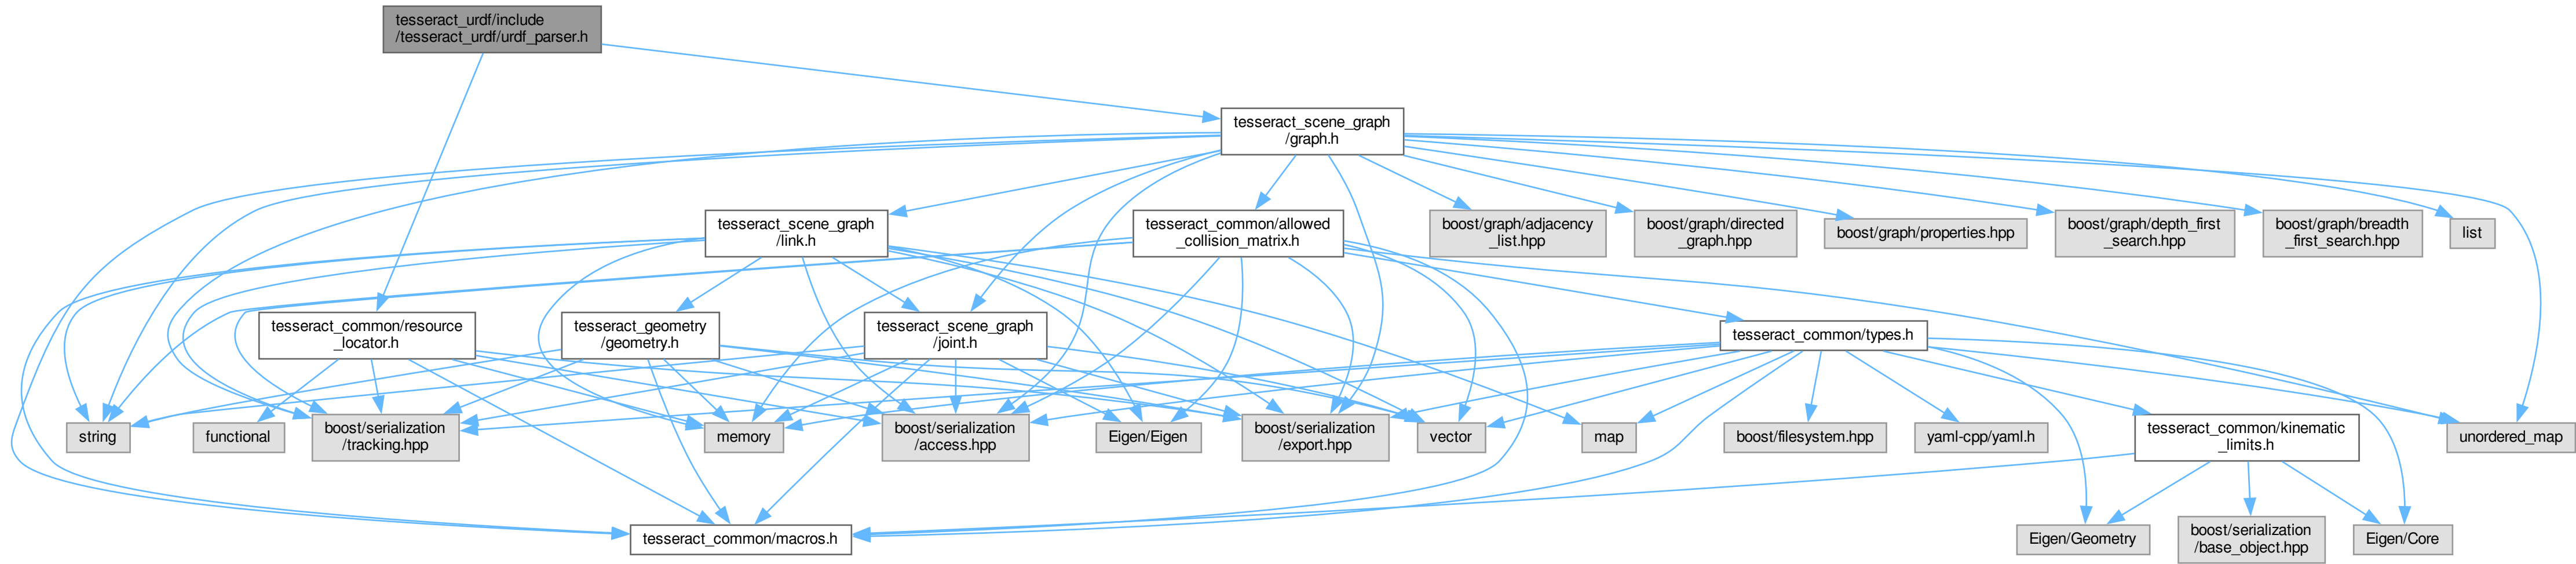 tesseract_urdf/include
/tesseract_urdf/urdf_parser.h
tesseract_scene_graph
/graph.h
tesseract_scene_graph
/link.h
tesseract_common/allowed
_collision_matrix.h
boost/graph/adjacency
_list.hpp
boost/graph/directed
_graph.hpp
boost/graph/properties.hpp
boost/graph/depth_first
_search.hpp
boost/graph/breadth
_first_search.hpp
list
tesseract_common/resource
_locator.h
tesseract_geometry
/geometry.h
tesseract_scene_graph
/joint.h
tesseract_common/types.h
string
functional
boost/serialization
/tracking.hpp
memory
boost/serialization
/access.hpp
Eigen/Eigen
boost/serialization
/export.hpp
vector
map
boost/filesystem.hpp
yaml-cpp/yaml.h
tesseract_common/kinematic
_limits.h
unordered_map
tesseract_common/macros.h
Eigen/Geometry
boost/serialization
/base_object.hpp
Eigen/Core